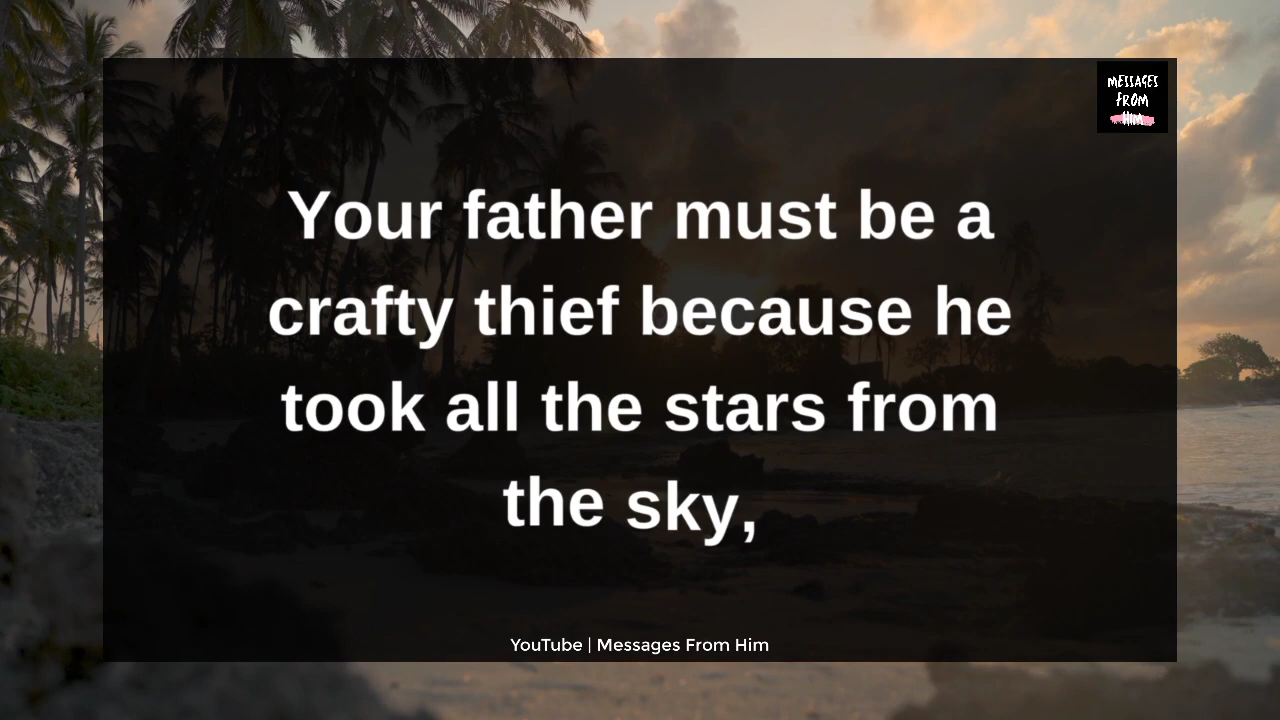 MESSAGES
FROM
HIM
Your father must be a
crafty thief because he
took all the stars from
the sky,
YouTube | Messages From Him